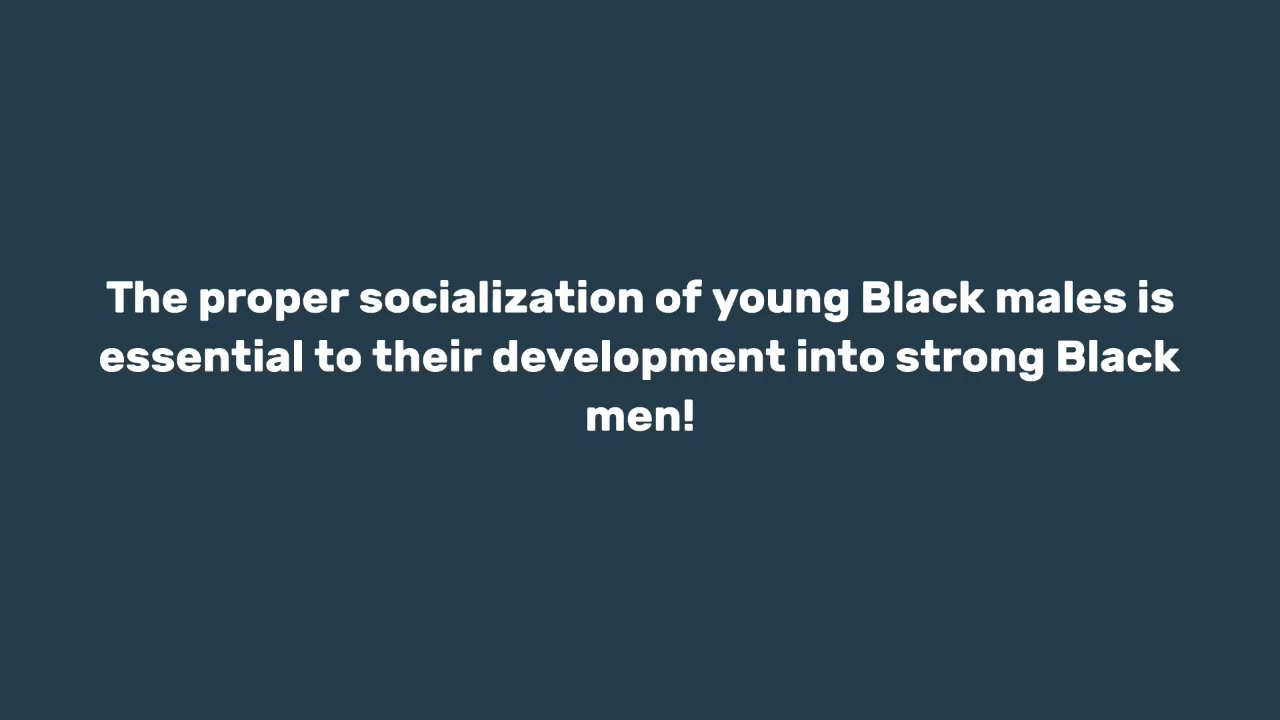 The proper socialization of young Black males is
essential to their development into strong Black
men!